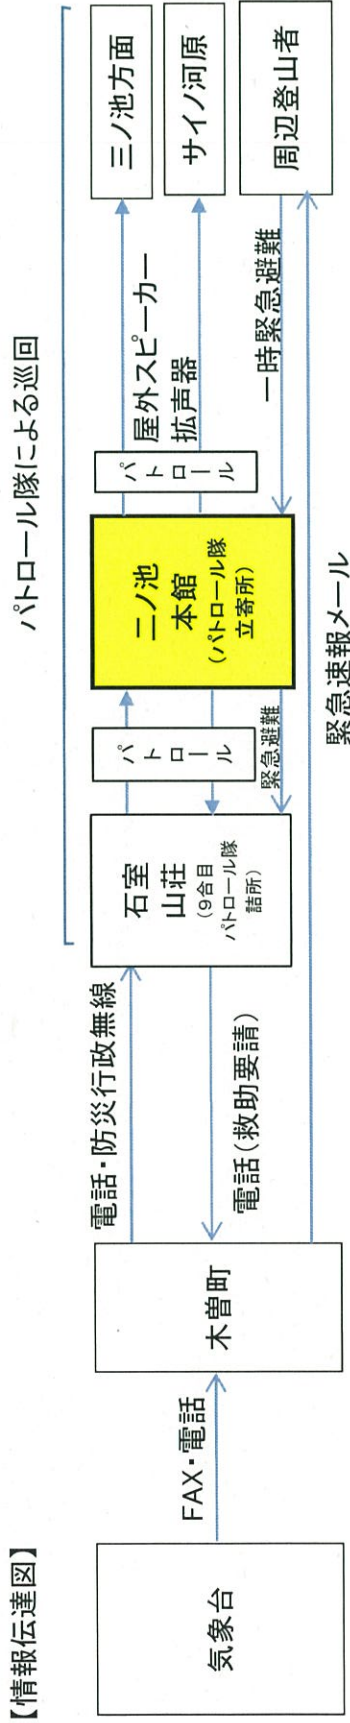 【情報伝達図】
パトロール隊による巡回
気象台
FAX・電話
木曽町
電話・防災行政無線
電話(救助要請)
石室
山荘
(9合目
パトロール隊
詰所)
パトロール
緊急避難
二ノ池
本館
(パトロール隊
立寄所)
パトロール
屋外スピーカー
拡声器
一時緊急避難
緊急速報メール
三ノ池方面
サイノ河原
周辺登山者